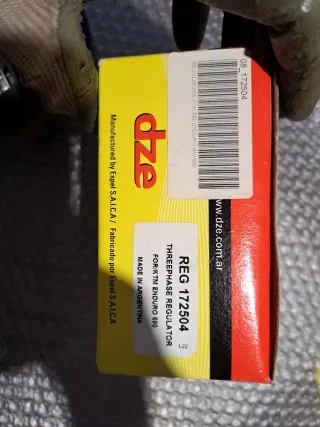 dze
Manufactured by Espel S.A.I.C.A / Fabricado por Espel S.A.I.C.A
08_172504
www.dze.com.ar
REG 172504
THREEPHASE REGULATOR
FOR/KTM ENDURO 690
MADE IN ARGENTINA
L22